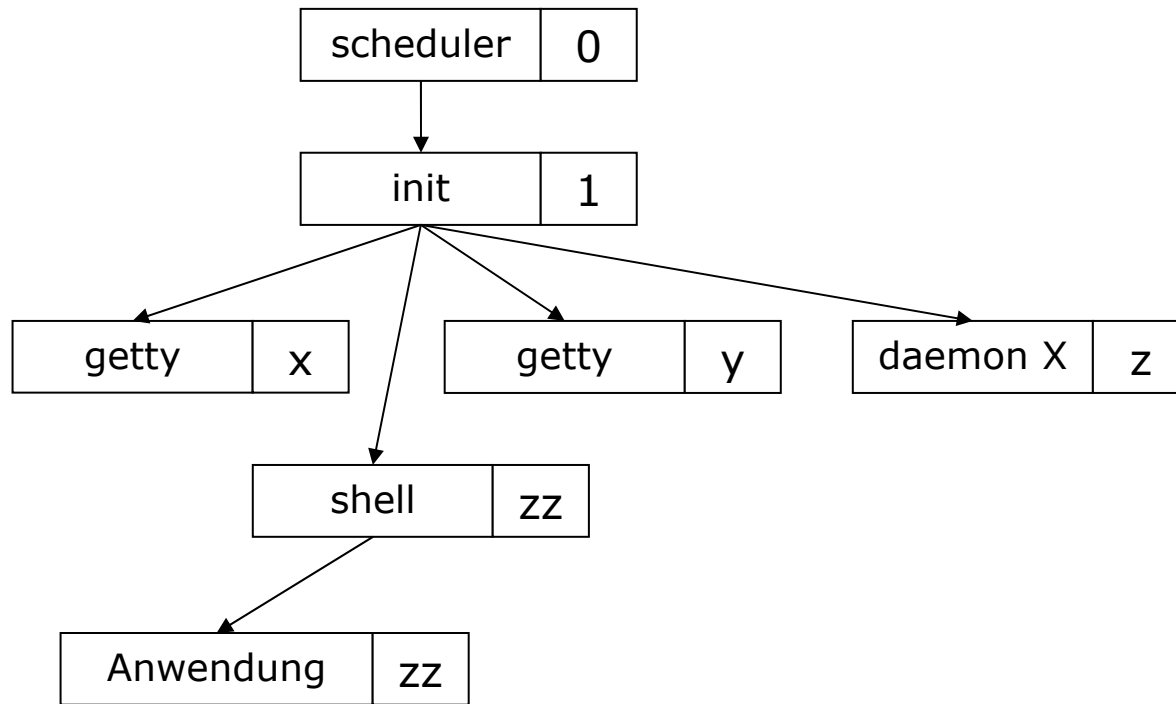 scheduler 0
init 1
getty x
getty y
daemon X z
shell zz
Anwendung zz